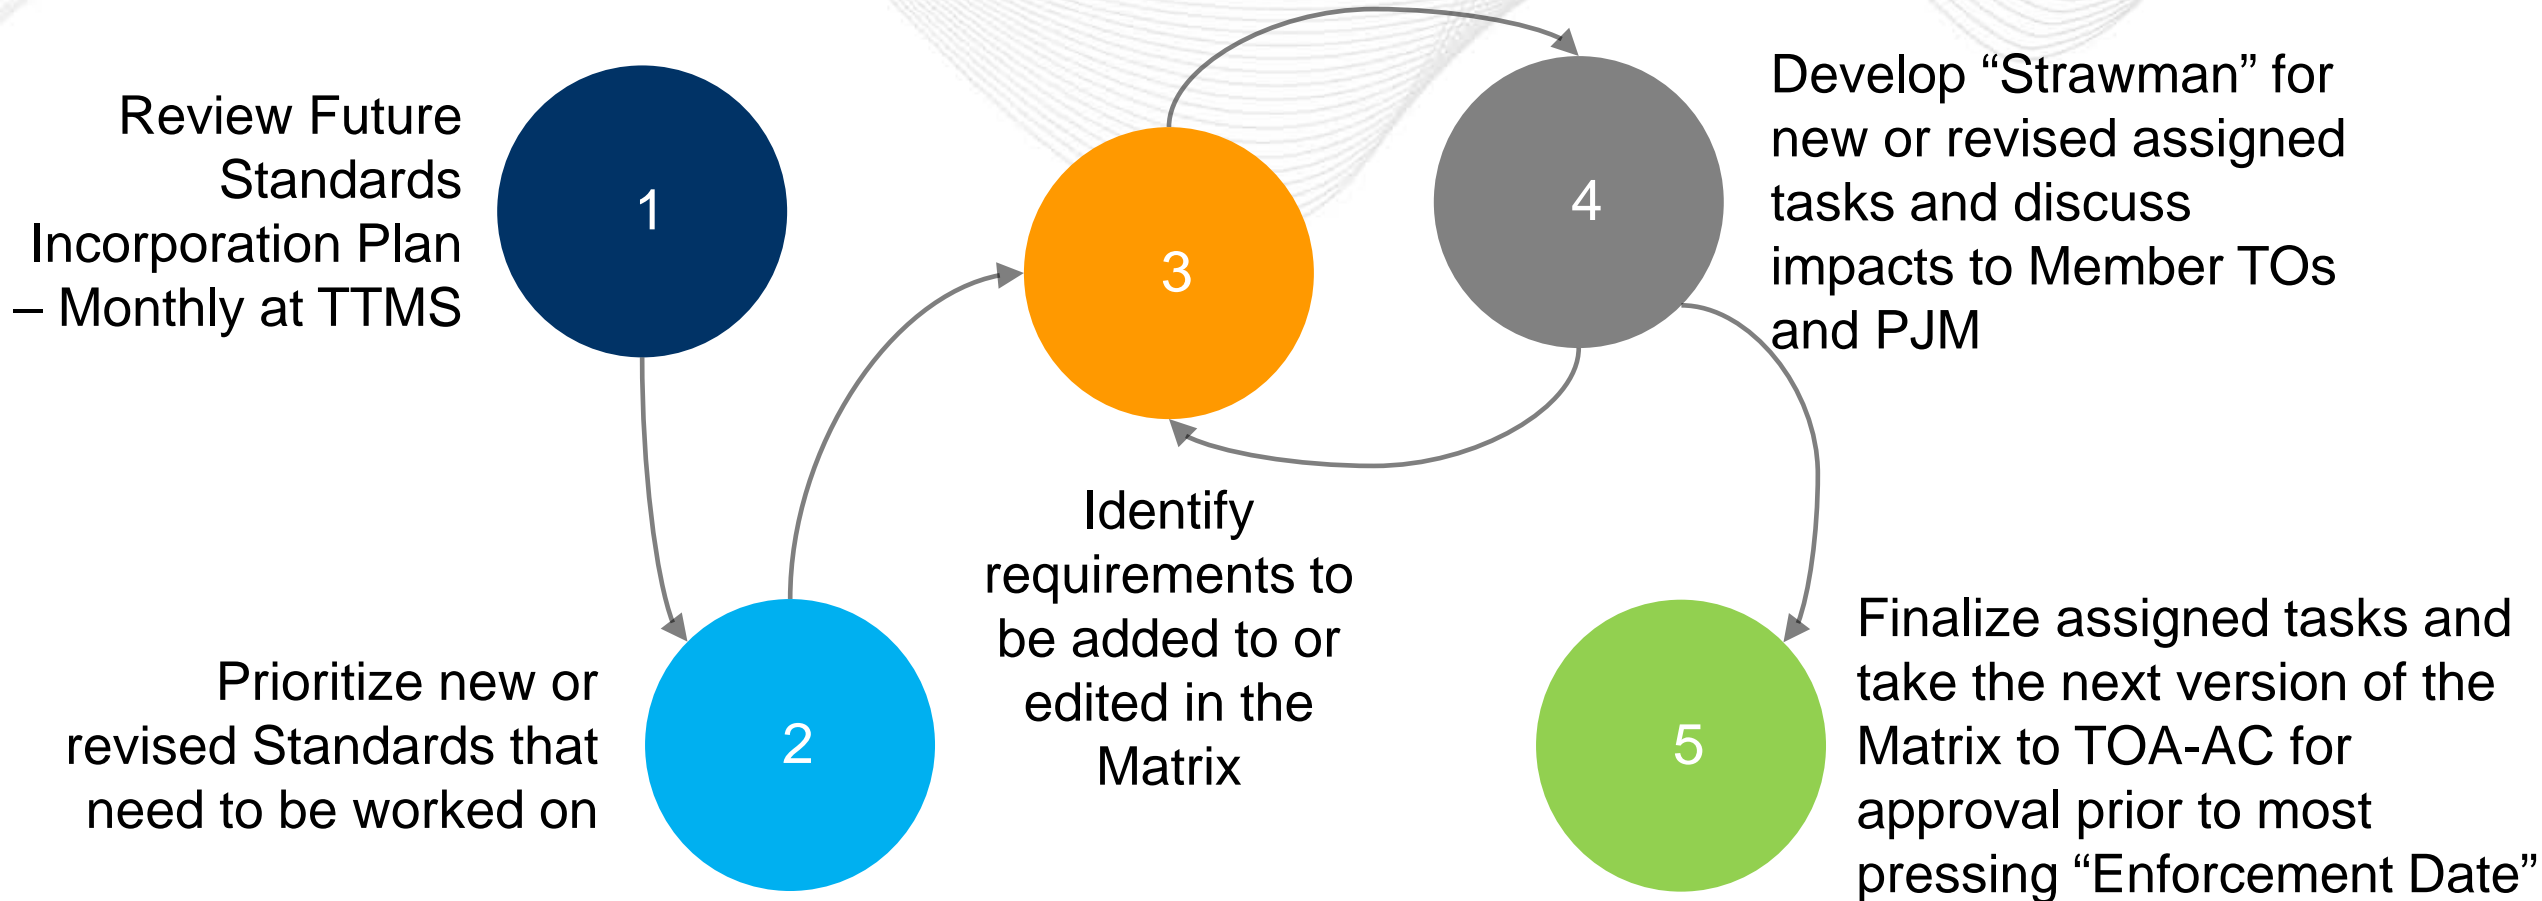 Review Future
Standards
Incorporation Plan
– Monthly at TTMS
1
Prioritize new or
revised Standards that
need to be worked on
2
3
Identify
requirements to
be added to or
edited in the
Matrix
4
Develop “Strawman” for
new or revised assigned
tasks and discuss
impacts to Member TOs
and PJM
5
Finalize assigned tasks and
take the next version of the
Matrix to TOA-AC for
approval prior to most
pressing “Enforcement Date”